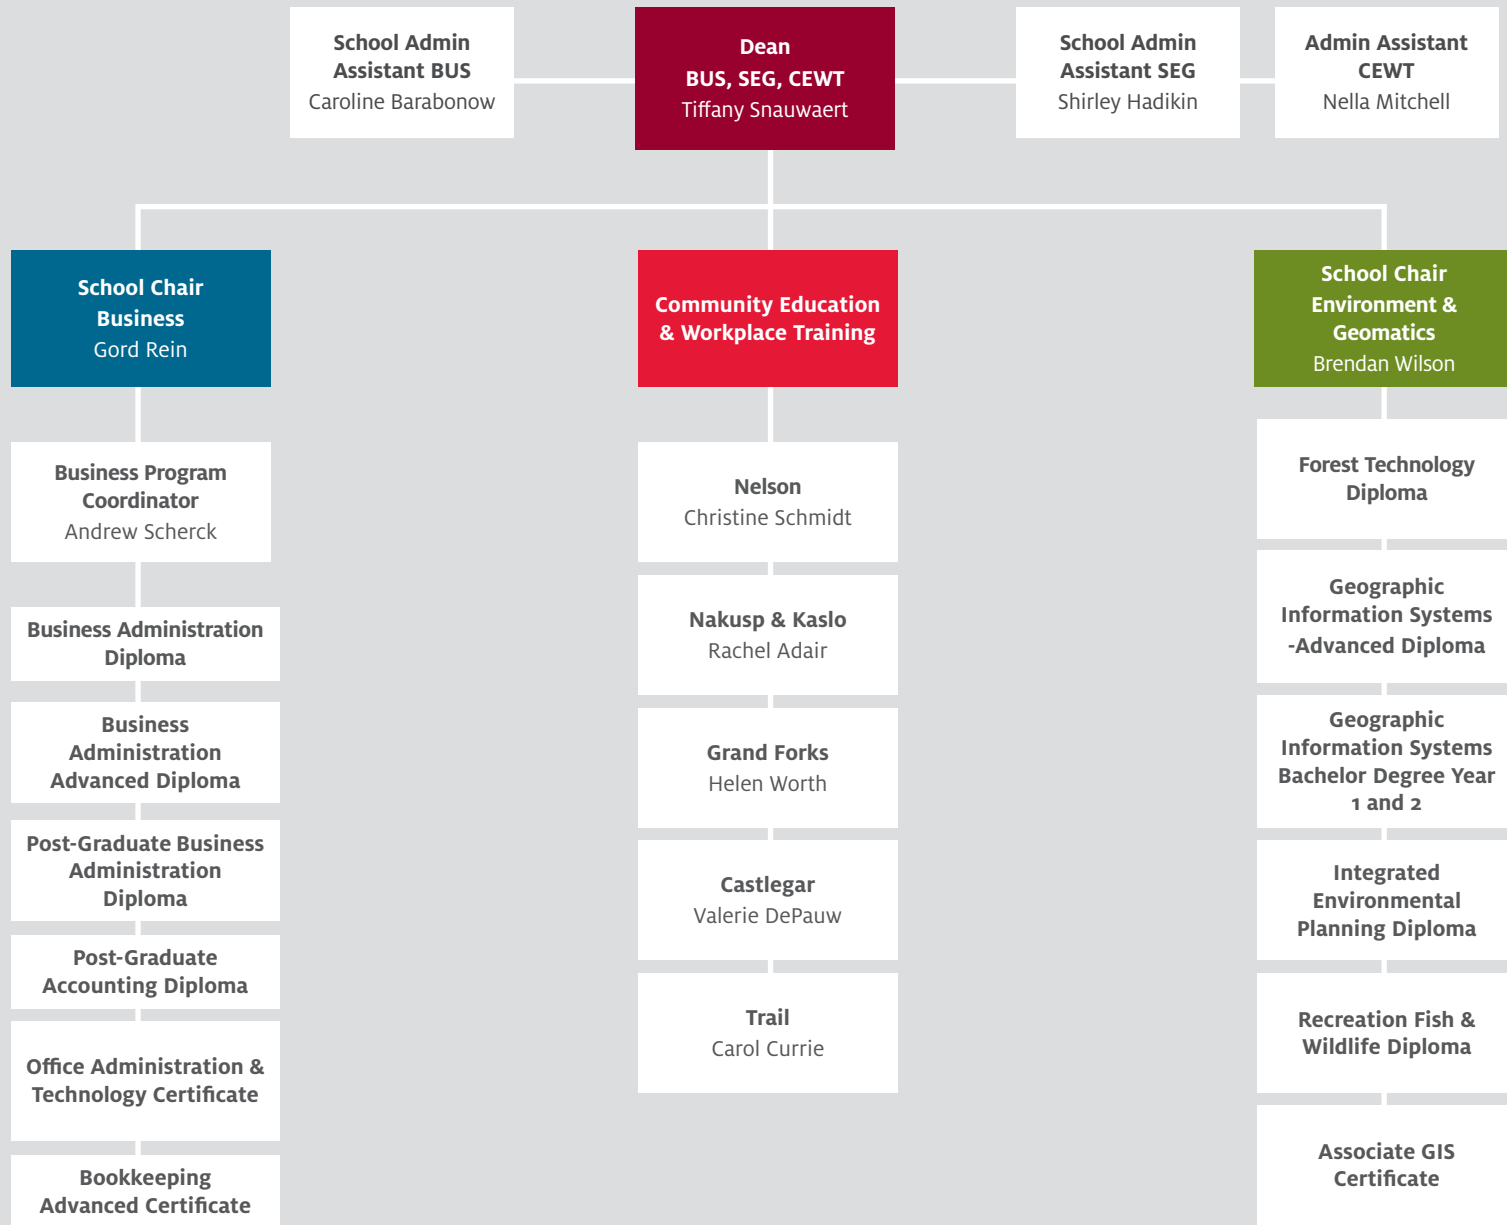 School Admin
Assistant BUS
Caroline Barabonow
Dean
BUS, SEG, CEWT
Tiffany Snauwaert
School Admin
Assistant SEG
Shirley Hadikin
Admin Assistant
CEWT
Nella Mitchell
School Chair
Business
Gord Rein
Community Education
& Workplace Training
School Chair
Environment &
Geomatics
Brendan Wilson
Business Program
Coordinator
Andrew Scherck
Business Administration
Diploma
Business
Administration
Advanced Diploma
Post-Graduate Business
Administration
Diploma
Post-Graduate
Accounting Diploma
Office Administration &
Technology Certificate
Bookkeeping
Advanced Certificate
Nelson
Christine Schmidt
Nakusp & Kaslo
Rachel Adair
Grand Forks
Helen Worth
Castlegar
Valerie DePauw
Trail
Carol Currie
Forest Technology
Diploma
Geographic
Information Systems
-Advanced Diploma
Geographic
Information Systems
Bachelor Degree Year
1 and 2
Integrated
Environmental
Planning Diploma
Recreation Fish &
Wildlife Diploma
Associate GIS
Certificate